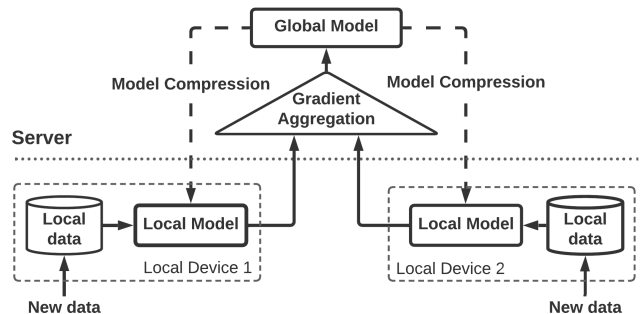 Global Model
Model Compression
Model Compression
Gradient
Aggregation
Server
Local
data
Local Model
Local Model
Local
data
Local Device 1
Local Device 2
New data
New data